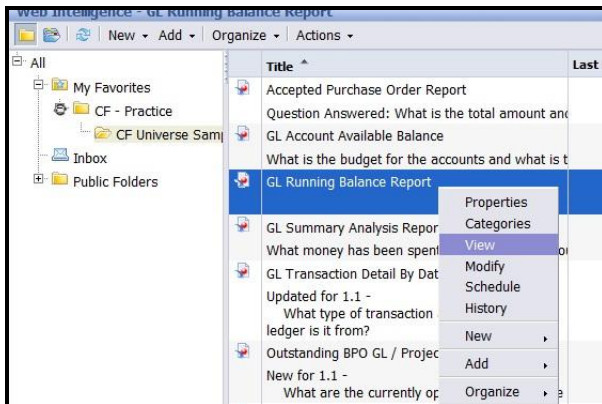 Web Intelligence - GL Running Balance Report
New Add Organize Actions
All
My Favorites
CF - Practice
CF Universe Sam
Inbox
Public Folders
Title Last
Accepted Purchase Order Report
Question Answered: What is the total amount and
GL Account Available Balance
What is the budget for the accounts and what is t
GL Running Balance Report
GL Summary Analysis Repor
What money has been spent
GL Transaction Detail By Dat
Updated for 1.1 -
What type of transaction
ledger is it from?
Outstanding BPO GL / Projec
New for 1.1 -
What are the currently op
Properties
Categories
View
Modify
Schedule
History
New
Add
Organize